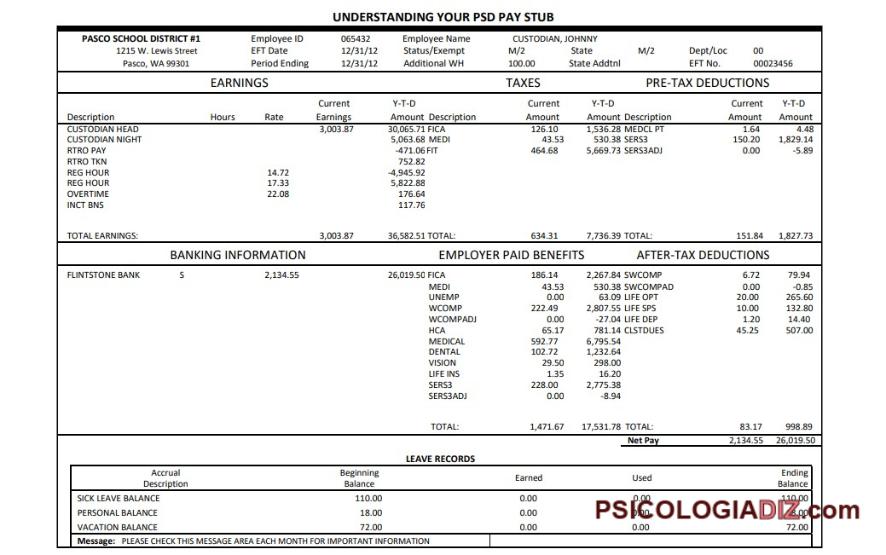 UNDERSTANDING YOUR PSD PAY STUB
PASCO SCHOOL DISTRICT #1 Employee ID 065432 Employee Name CUSTODIAN, JOHNNY
1215 W. Lewis Street EFT Date 12/31/12 Status/Exempt M/2 State M/2 Dept/Loc 00
Pasco, WA 99301 Period Ending 12/31/12 Additional WH 100.00 State Addtnl EFT No. 00023456
EARNINGS TAXES PRE-TAX DEDUCTIONS
Current Y-T-D Current Y-T-D Current Y-T-D
Description Hours Rate Earnings Amount Description Amount Amount Description Amount Amount
CUSTODIAN HEAD 3,003.87 30,065.71 FICA 126.10 1,536.28 MEDCL PT 1.64 4.48
CUSTODIAN NIGHT 5,063.68 MEDI 43.53 530.38 SERS3 150.20 1,829.14
RTRO PAY -471.06 FIT 464.68 5,669.73 SERS3ADJ 0.00 -5.89
RTRO TKN 752.82
REG HOUR 14.72 -4,945.92
REG HOUR 17.33 5,822.88
OVERTIME 22.08 176.64
INCT BNS 117.76
TOTAL EARNINGS: 3,003.87 36,582.51 TOTAL: 634.31 7,736.39 TOTAL: 151.84 1,827.73
BANKING INFORMATION EMPLOYER PAID BENEFITS AFTER-TAX DEDUCTIONS
FLINTSTONE BANK S 2,134.55 26,019.50 FICA 186.14 2,267.84 SWCOMP 6.72 79.94
MEDI 43.53 530.38 SWCOMPAD 0.00 -0.85
UNEMP 0.00 63.09 LIFE OPT 20.00 265.60
WCOMP 222.49 2,807.55 LIFE SPS 10.00 132.80
WCOMPADJ 0.00 -27.04 LIFE DEP 1.20 14.40
HCA 65.17 781.14 CLSTDUES 45.25 507.00
MEDICAL 592.77 6,795.54
DENTAL 102.72 1,232.64
VISION 29.50 298.00
LIFE INS 1.35 16.20
SERS3 228.00 2,775.38
SERS3ADJ 0.00 -8.94
TOTAL: 1,471.67 17,531.78 TOTAL: 83.17 998.89
Net Pay 2,134.55 26,019.50
LEAVE RECORDS
Accrual Beginning Ending
Description Balance Earned Used Balance
SICK LEAVE BALANCE 110.00 0.00 0.00 110.00
PERSONAL BALANCE 18.00 0.00
PSICOLOGIADIZ.com
VACATION BALANCE 72.00 0.00 0.00 72.00
Message: PLEASE CHECK THIS MESSAGE AREA EACH MONTH FOR IMPORTANT INFORMATION